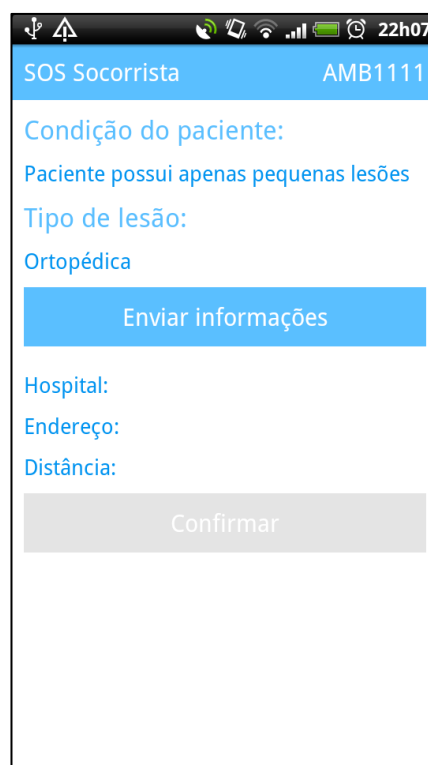 22h07
SOS Socorrista AMB1111
Condição do paciente:
Paciente possui apenas pequenas lesões
Tipo de lesão:
Ortopédica
Enviar informações
Hospital:
Endereço:
Distância:
Confirmar